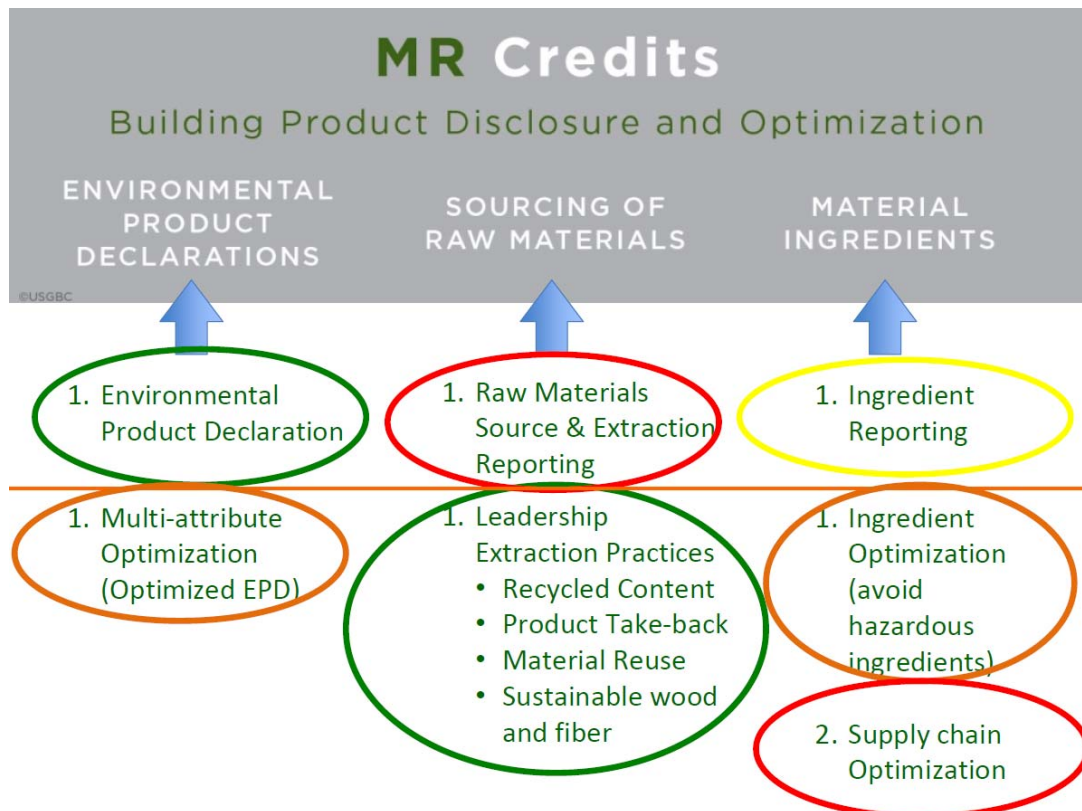 MR Credits
Building Product Disclosure and Optimization
ENVIRONMENTAL
PRODUCT
DECLARATIONS
SOURCING OF
RAW MATERIALS
MATERIAL
INGREDIENTS
©USGBC
1. Environmental
Product Declaration
1. Raw Materials
Source & Extraction
Reporting
1. Ingredient
Reporting
1. Multi-attribute
Optimization
(Optimized EPD)
1. Leadership
Extraction Practices
• Recycled Content
• Product Take-back
• Material Reuse
• Sustainable wood
and fiber
1. Ingredient
Optimization
(avoid
hazardous
ingredients)
2. Supply chain
Optimization